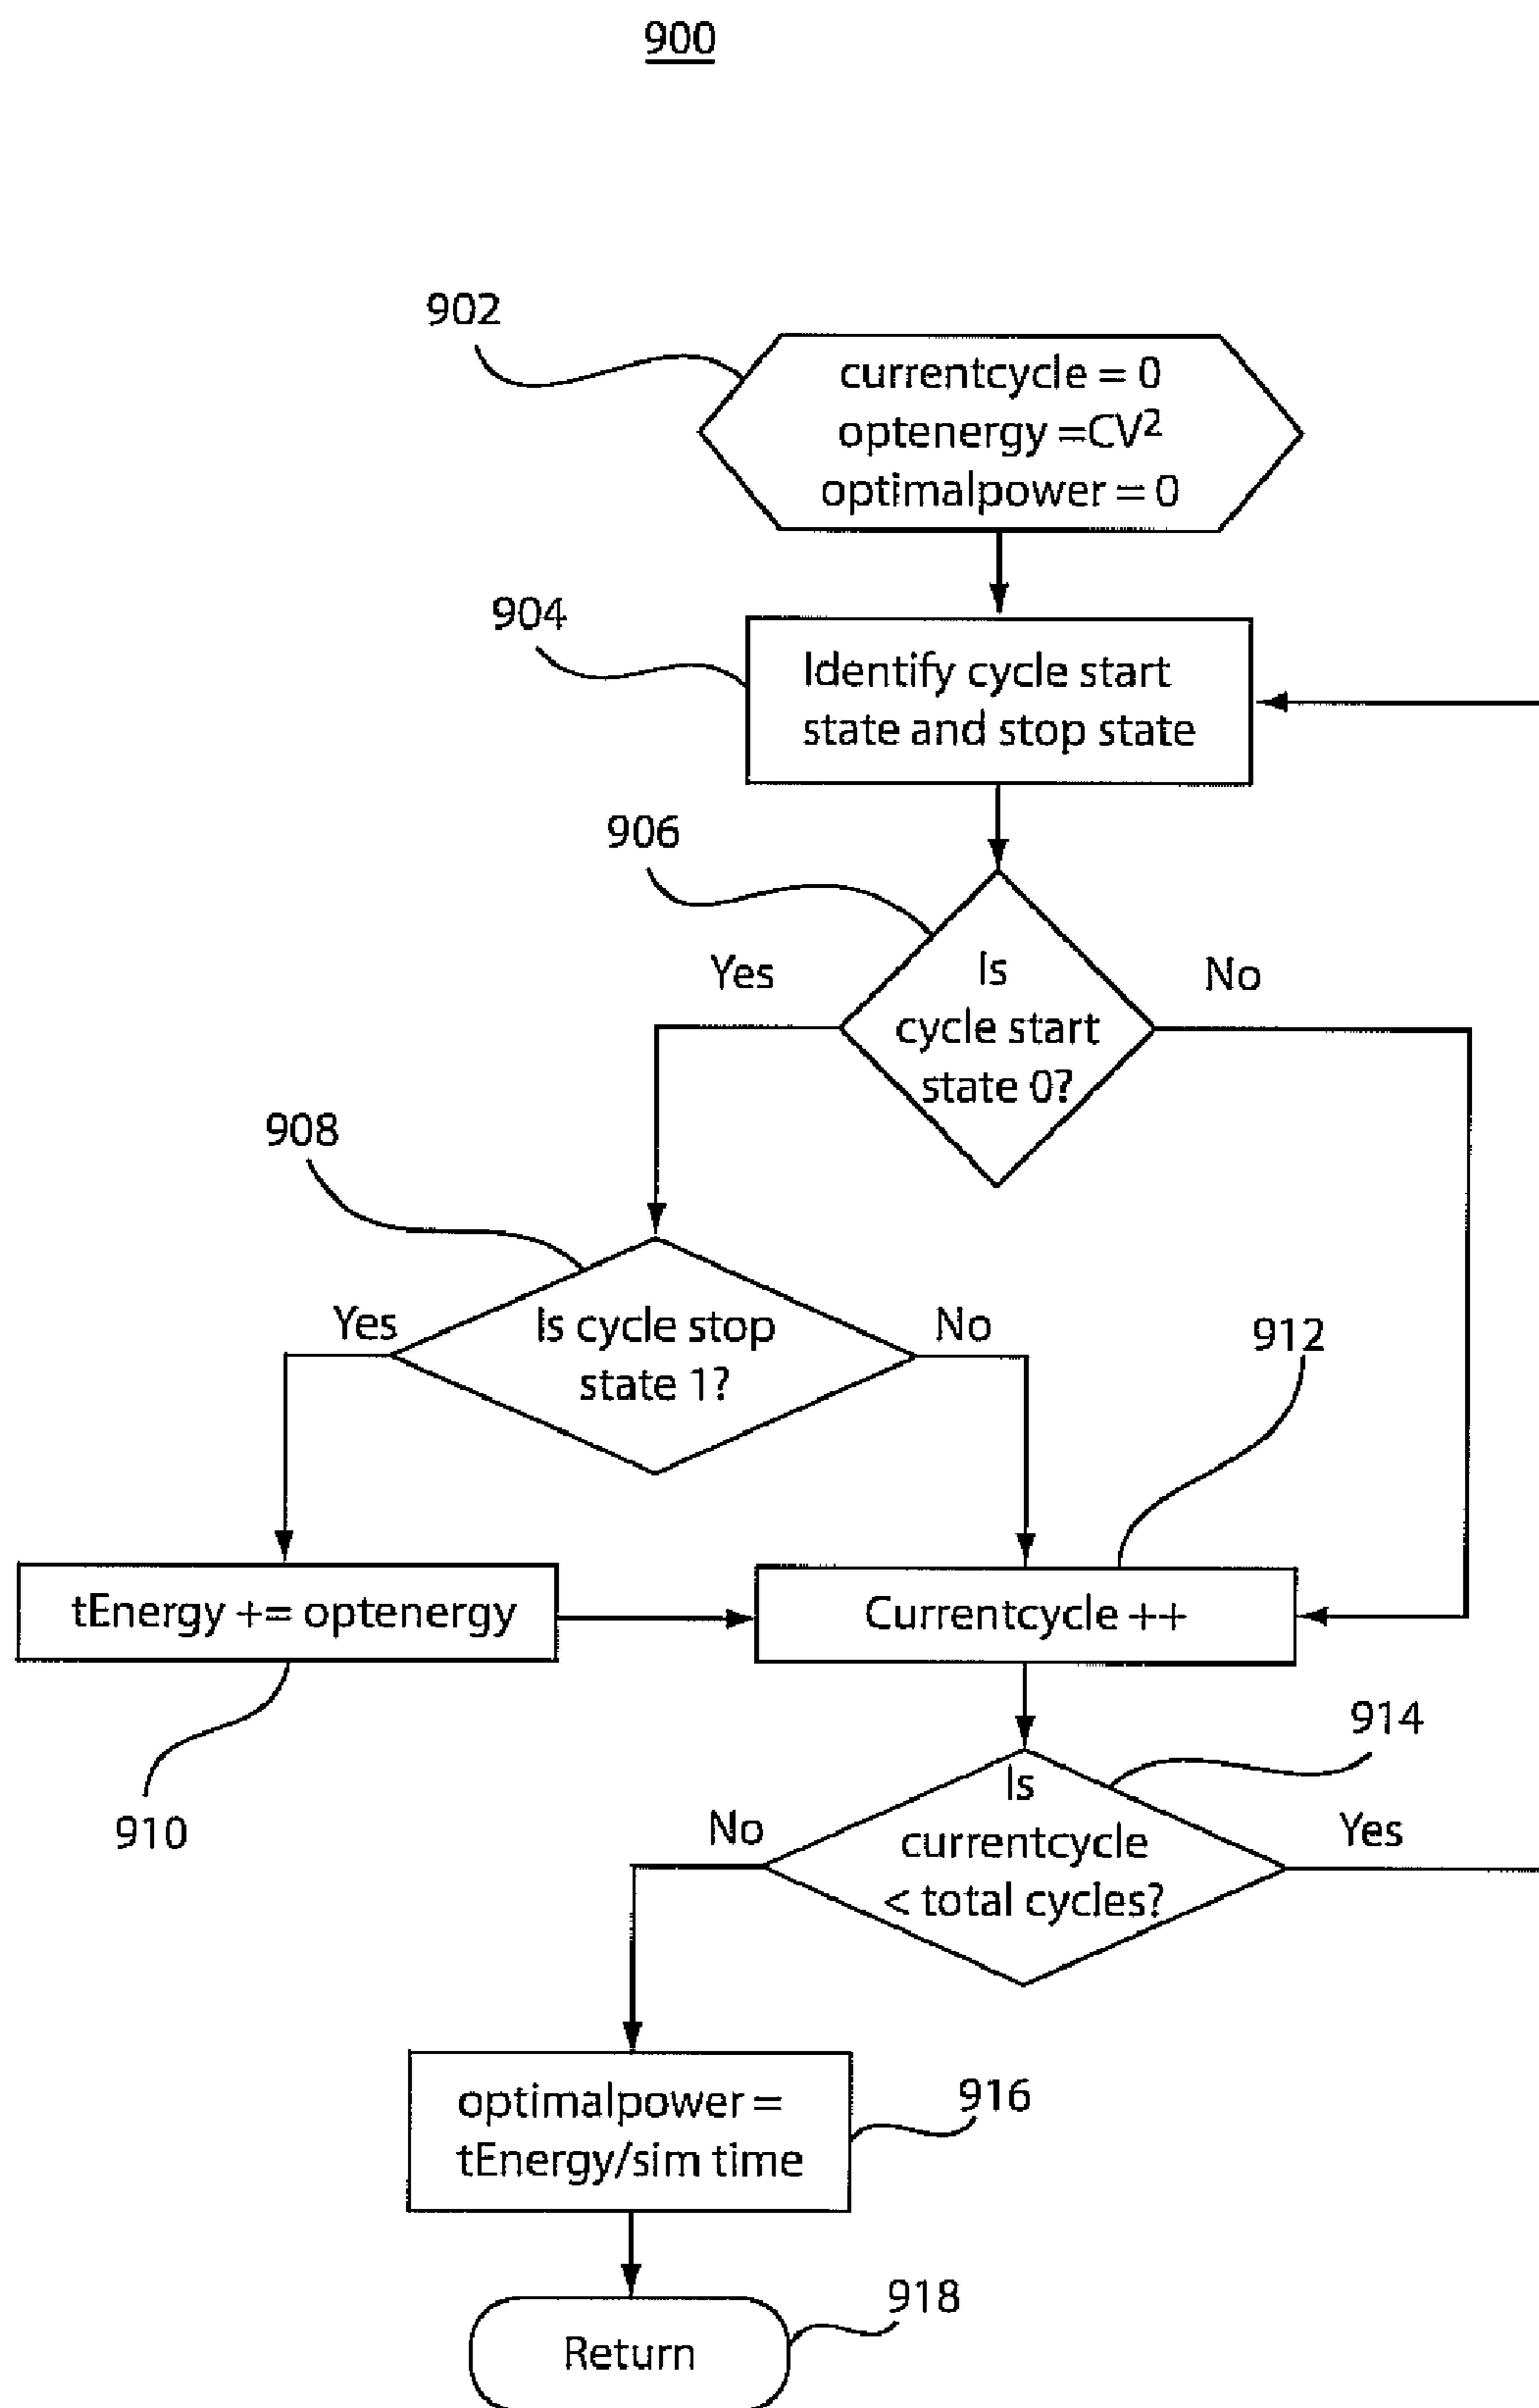 900
902
currentcycle = 0
optenergy =CV²
optimalpower = 0
904
Identify cycle start
state and stop state
906
Yes
No
Is
cycle start
state 0?
908
Yes
Is cycle stop
state 1?
No
912
tEnergy += optenergy
Currentcycle ++
910
914
No
Is
currentcycle
< total cycles?
Yes
optimalpower =
tEnergy/sim time
916
918
Return